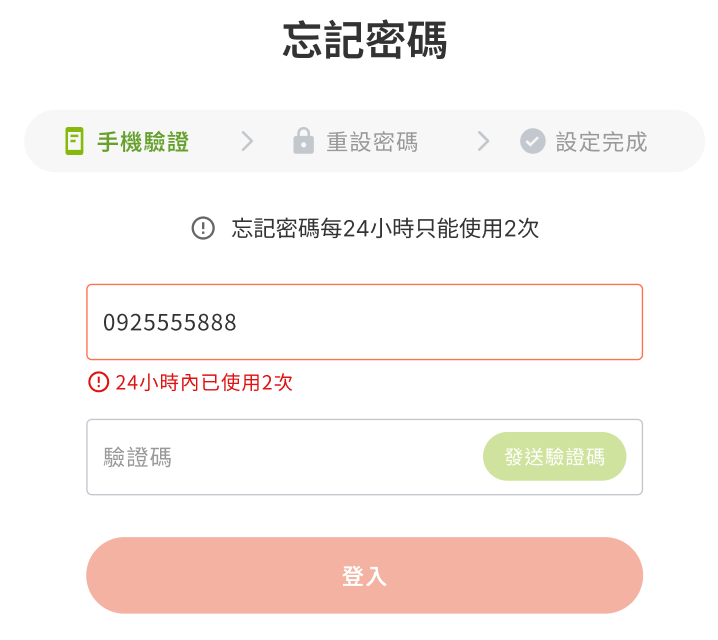 忘記密碼
手機驗證 重設密碼 設定完成
忘記密碼每24小時只能使用2次
0925555888
24小時內已使用2次
驗證碼 發送驗證碼
登入